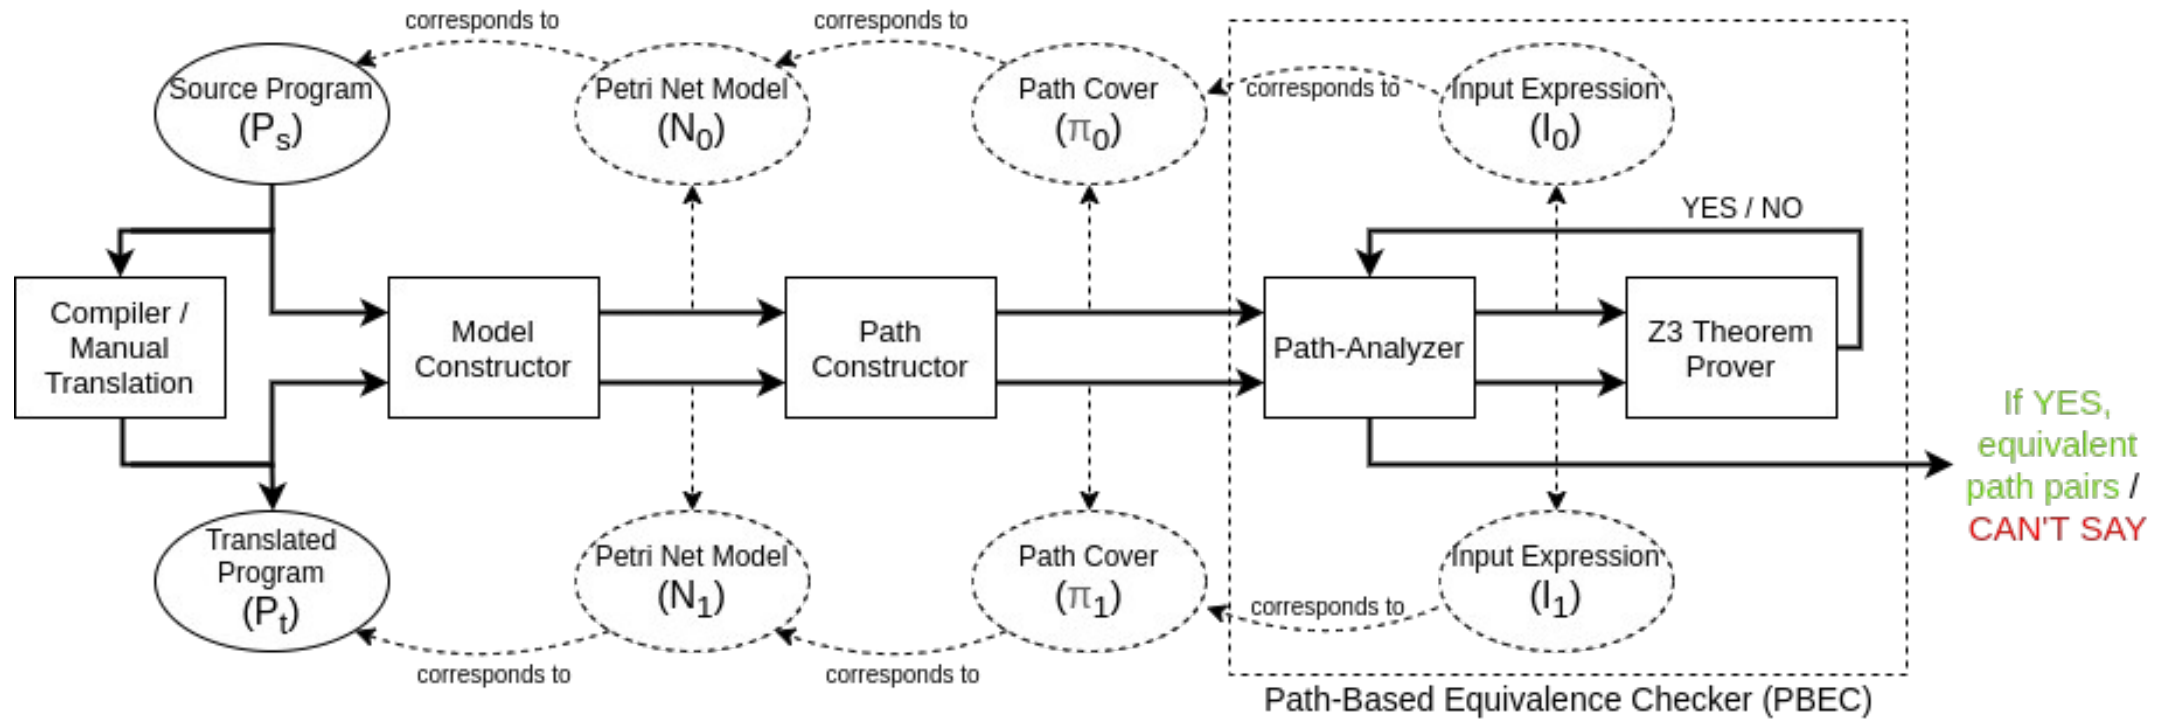 corresponds to
corresponds to
Source Program
(Ps)
Petri Net Model
(N0)
Path Cover
(π0)
corresponds to
Input Expression
(I0)
YES / NO
Compiler /
Manual
Translation
Model
Constructor
Path
Constructor
Path-Analyzer
Z3 Theorem
Prover
If YES,
equivalent
path pairs /
CAN'T SAY
Translated
Program
(Pt)
Petri Net Model
(N1)
Path Cover
(π1)
corresponds to
Input Expression
(I1)
corresponds to
corresponds to
Path-Based Equivalence Checker (PBEC)